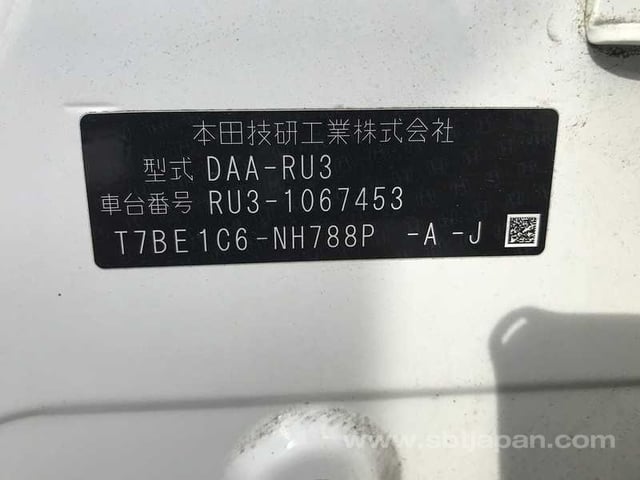 本田技研工業株式会社
型式 DAA-RU3
車台番号 RU3-1067453
T7BE1C6-NH788P -A -J
www.sbtjapan.com